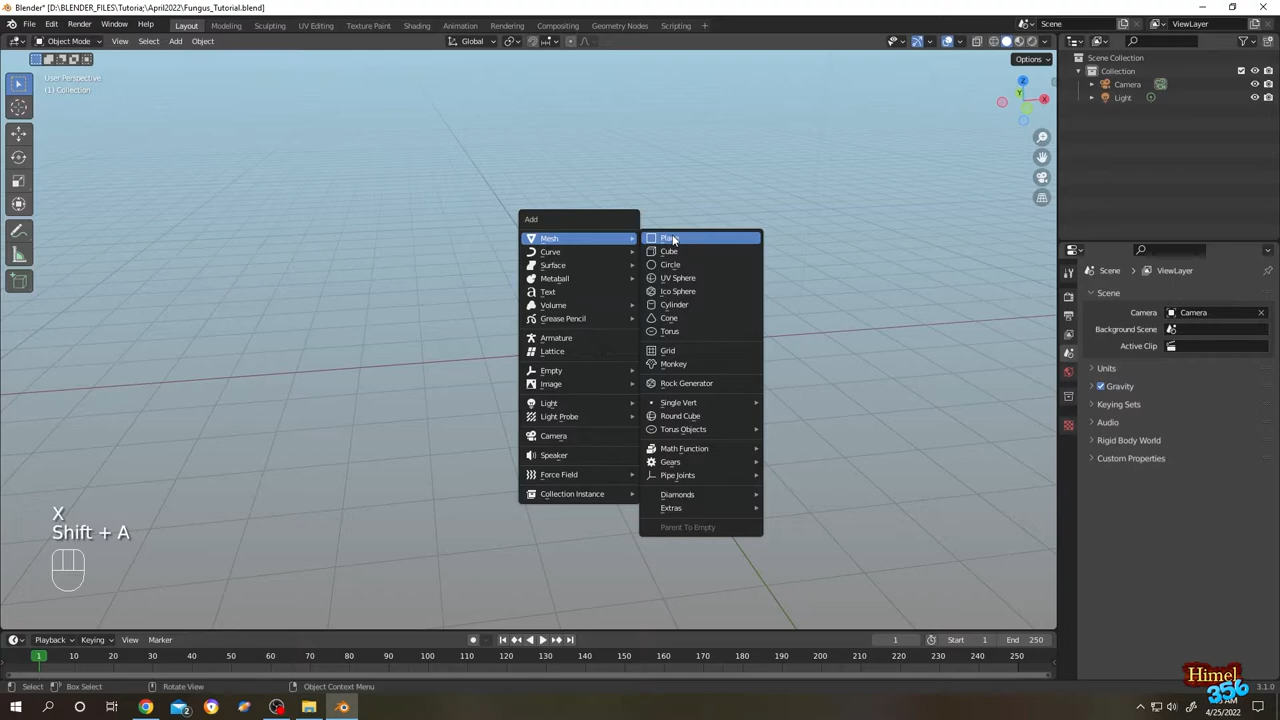 Blender* [D:\BLENDER_FILES\Tutoria;\April2022\Fungus_Tutorial.blend]
File Edit Render Window Help Layout Modeling Sculpting UV Editing Texture Paint Shading Animation Rendering Compositing Geometry Nodes Scripting + Scene ViewLayer
Object Mode View Select Add Object Global
Options
User Perspective
(1) Collection
Z
Y
X
Scene Collection
Collection
Camera
Light
Add
Mesh
Curve
Surface
Metaball
Text
Volume
Grease Pencil
Armature
Lattice
Empty
Image
Light
Light Probe
Camera
Speaker
Force Field
Collection Instance
Plane
Cube
Circle
UV Sphere
Ico Sphere
Cylinder
Cone
Torus
Grid
Monkey
Rock Generator
Single Vert
Round Cube
Torus Objects
Math Function
Gears
Pipe Joints
Diamonds
Extras
Parent To Empty
Scene ViewLayer
Scene
Camera Camera
Background Scene
Active Clip
Units
Gravity
Keying Sets
Audio
Rigid Body World
Custom Properties
X
Shift + A
Playback Keying View Marker 1 Start 1 End 250
1 10 20 30 40 50 60 70 80 90 100 110 120 130 140 150 160 170 180 190 200 210 220 230 240 250
Select Box Select Rotate View Object Context Menu 3.1.0
Himel
356
4/25/2022